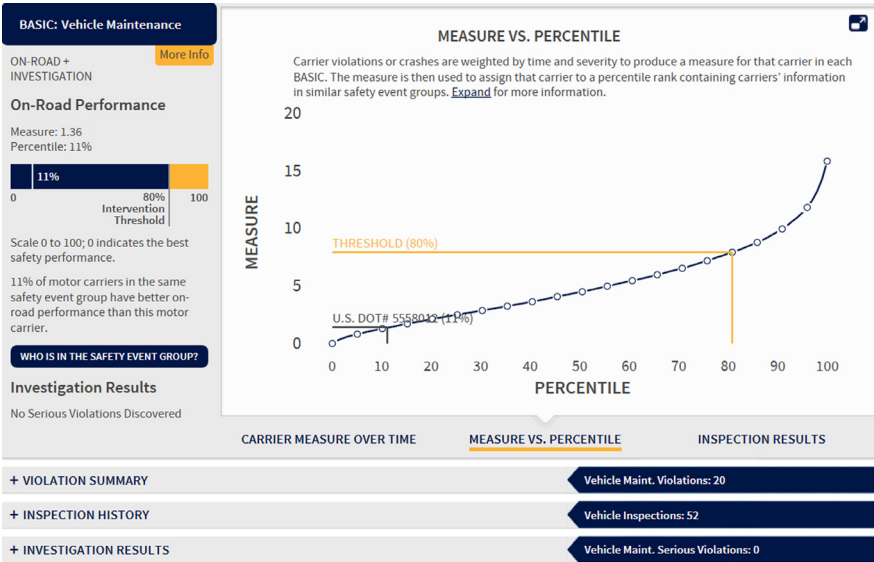 BASIC: Vehicle Maintenance
More Info
ON-ROAD +
INVESTIGATION
On-Road Performance
Measure: 1.36
Percentile: 11%
11%
0
80%
100
Intervention
Threshold
Scale 0 to 100; 0 indicates the best
safety performance.
11% of motor carriers in the same
safety event group have better on-
road performance than this motor
carrier.
WHO IS IN THE SAFETY EVENT GROUP?
Investigation Results
No Serious Violations Discovered
MEASURE VS. PERCENTILE
Carrier violations or crashes are weighted by time and severity to produce a measure for that carrier in each
BASIC. The measure is then used to assign that carrier to a percentile rank containing carriers' information
in similar safety event groups. Expand for more information.
20
15
10
5
0
MEASURE
THRESHOLD (80%)
U.S. DOT# 5558012 (11%)
0 10 20 30 40 50 60 70 80 90 100
PERCENTILE
CARRIER MEASURE OVER TIME
MEASURE VS. PERCENTILE
INSPECTION RESULTS
+ VIOLATION SUMMARY
Vehicle Maint. Violations: 20
+ INSPECTION HISTORY
Vehicle Inspections: 52
+ INVESTIGATION RESULTS
Vehicle Maint. Serious Violations: 0